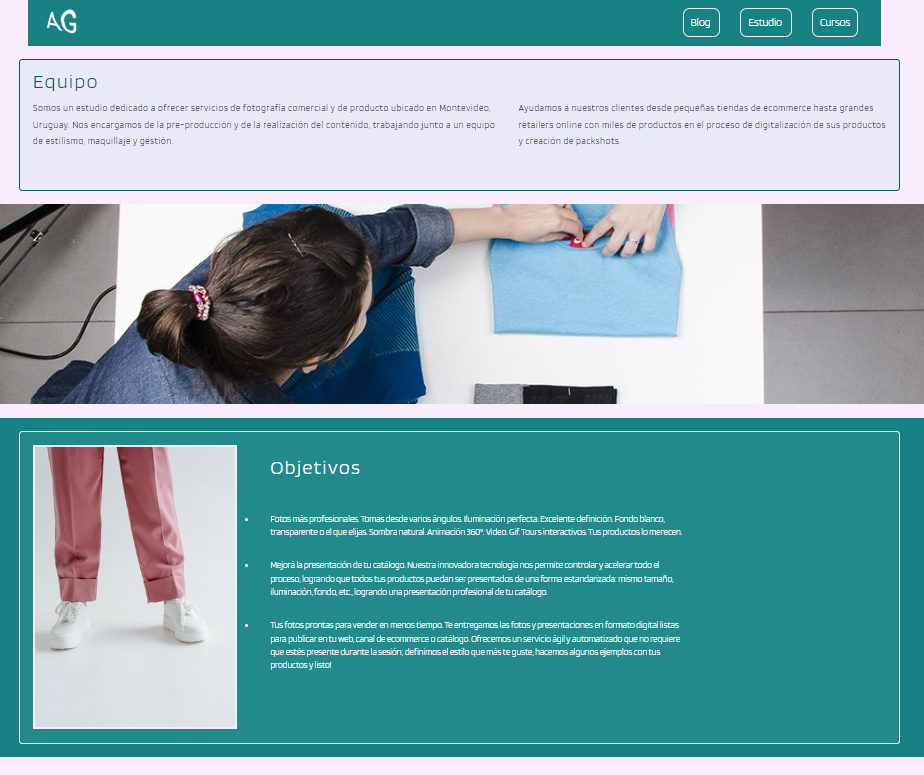 AG
Blog
Estudio
Cursos
Equipo
Somos un estudio dedicado a ofrecer servicios de fotografía comercial y de producto ubicado en Montevideo,
Uruguay. Nos encargamos de la pre-producción y de la realización del contenido, trabajando junto a un equipo
de estilismo, maquillaje y gestión.
Ayudamos a nuestros clientes desde pequeñas tiendas de ecommerce hasta grandes
retailers online con miles de productos en el proceso de digitalización de sus productos
y creación de packshots.
Objetivos
Fotos más profesionales. Tomas desde varios ángulos. Iluminación perfecta. Excelente definición. Fondo blanco,
transparente o el que elijas. Sombra natural. Animación 360º. Video. Gif. Tours interactivos. Tus productos lo merecen.
Mejorá la presentación de tu catálogo. Nuestra innovadora tecnología nos permite controlar y acelerar todo el
proceso, logrando que todos tus productos puedan ser presentados de una forma estandarizada: mismo tamaño,
iluminación, fondo, etc., logrando una presentación profesional de tu catálogo.
Tus fotos prontas para vender en menos tiempo. Te entregamos las fotos y presentaciones en formato digital listas
para publicar en tu web, canal de ecommerce o catálogo. Ofrecemos un servicio ágil y automatizado que no requiere
que estés presente durante la sesión; definimos el estilo que más te guste, hacemos algunos ejemplos con tus
productos y listo!